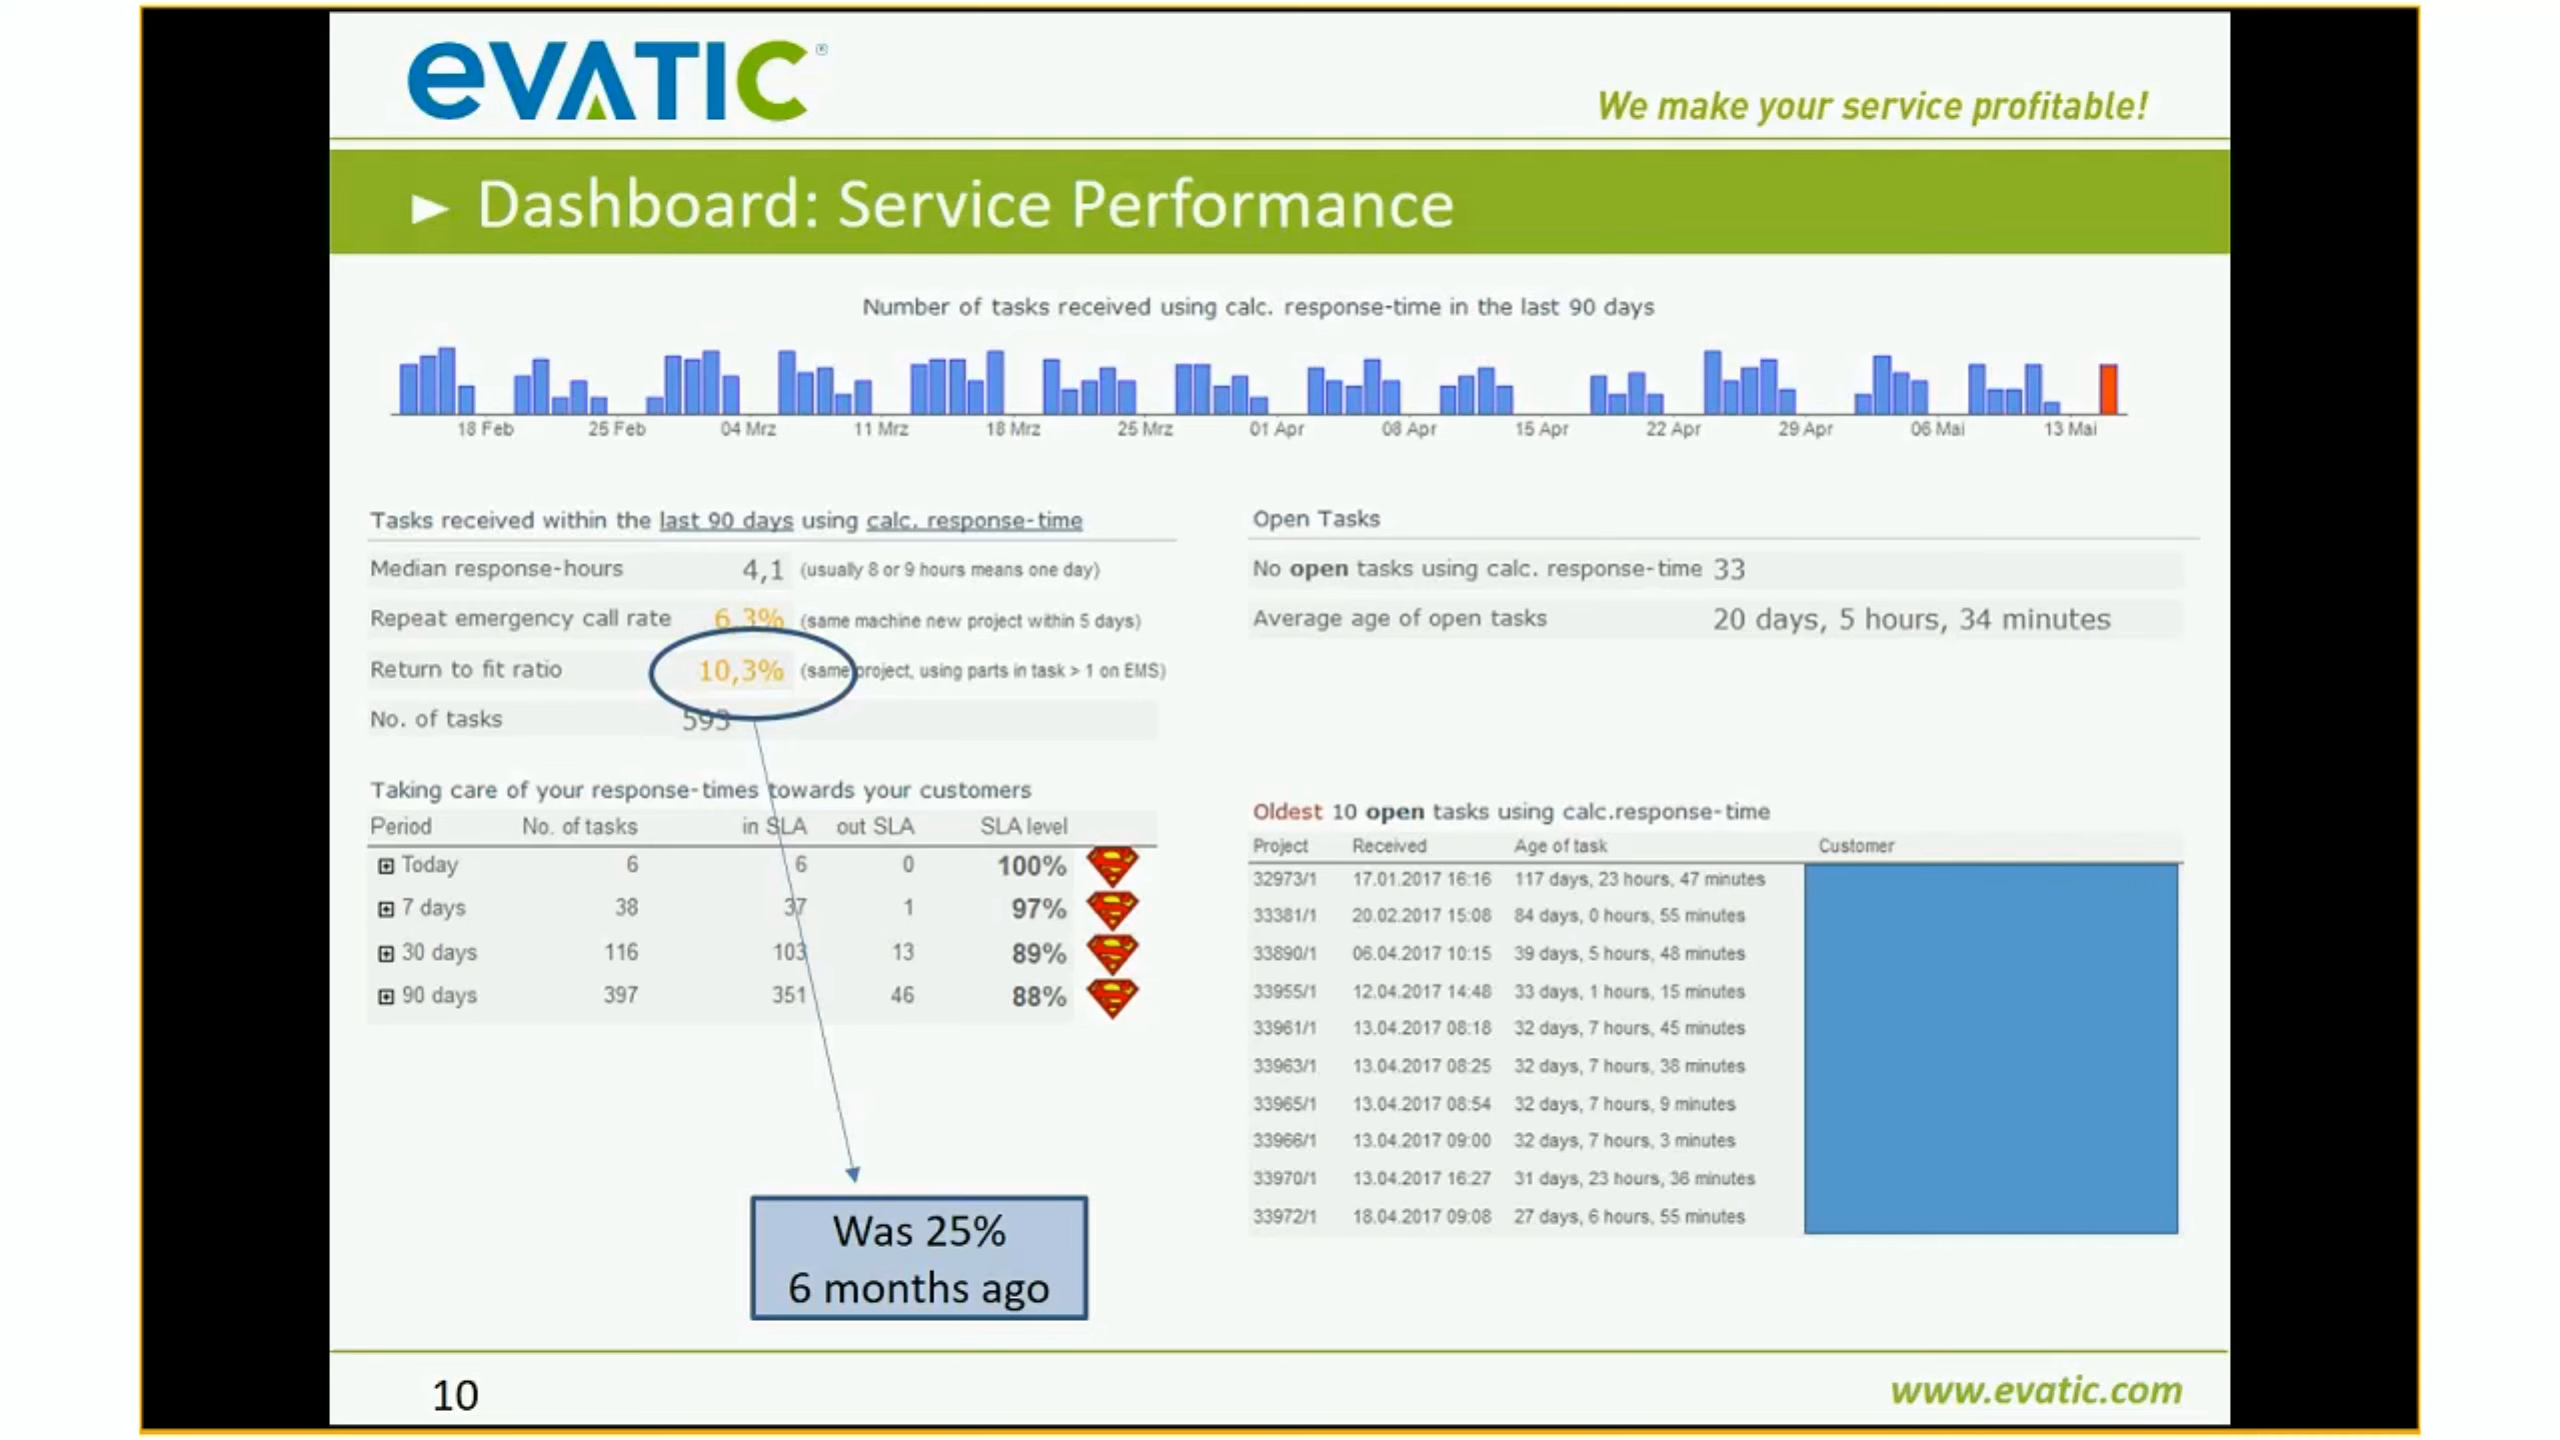 eVATIC®
We make your service profitable!
► Dashboard: Service Performance
Number of tasks received using calc. response-time in the last 90 days
18 Feb 25 Feb 04 Mrz 11 Mrz 18 Mrz 25 Mrz 01 Apr 08 Apr 15 Apr 22 Apr 29 Apr 06 Mai 13 Mai
Tasks received within the last 90 days using calc. response-time
Median response-hours 4,1 (usually 8 or 9 hours means one day)
Repeat emergency call rate 6,3% (same machine new project within 5 days)
Return to fit ratio 10,3% (same project, using parts in task > 1 on EMS)
No. of tasks 593
Open Tasks
No open tasks using calc. response-time 33
Average age of open tasks 20 days, 5 hours, 34 minutes
Taking care of your response-times towards your customers
Period No. of tasks in SLA out SLA SLA level
Today 6 6 0 100%
7 days 38 37 1 97%
30 days 116 103 13 89%
90 days 397 351 46 88%
Was 25%
6 months ago
Oldest 10 open tasks using calc.response-time
Project Received Age of task Customer
32973/1 17.01.2017 16:16 117 days, 23 hours, 47 minutes
33381/1 20.02.2017 15:08 84 days, 0 hours, 55 minutes
33890/1 06.04.2017 10:15 39 days, 5 hours, 48 minutes
33955/1 12.04.2017 14:48 33 days, 1 hours, 15 minutes
33961/1 13.04.2017 08:18 32 days, 7 hours, 45 minutes
33963/1 13.04.2017 08:25 32 days, 7 hours, 38 minutes
33965/1 13.04.2017 08:54 32 days, 7 hours, 9 minutes
33966/1 13.04.2017 09:00 32 days, 7 hours, 3 minutes
33970/1 13.04.2017 16:27 31 days, 23 hours, 36 minutes
33972/1 18.04.2017 09:08 27 days, 6 hours, 55 minutes
10
www.evatic.com